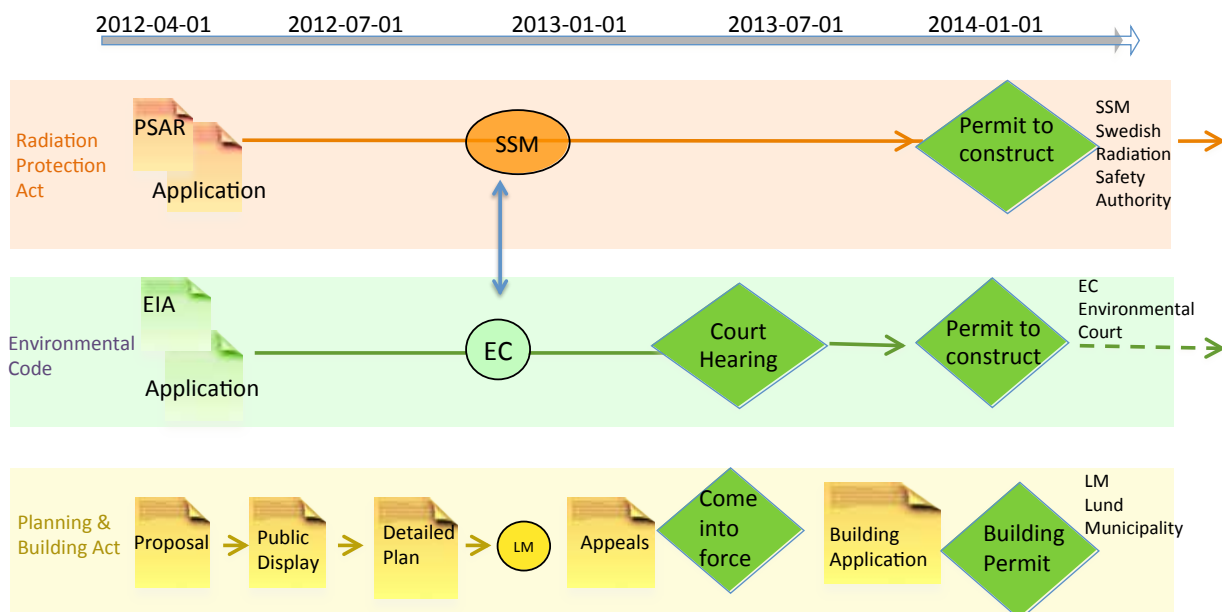 2012-04-01 2012-07-01 2013-01-01 2013-07-01 2014-01-01
Radiation
Protection
Act
PSAR
Application
SSM
Permit to
construct
SSM
Swedish
Radiation
Safety
Authority
Environmental
Code
EIA
Application
EC
Court
Hearing
Permit to
construct
EC
Environmental
Court
Planning &
Building Act
Proposal
Public
Display
Detailed
Plan
LM
Appeals
Come
into
force
Building
Application
Building
Permit
LM
Lund
Municipality